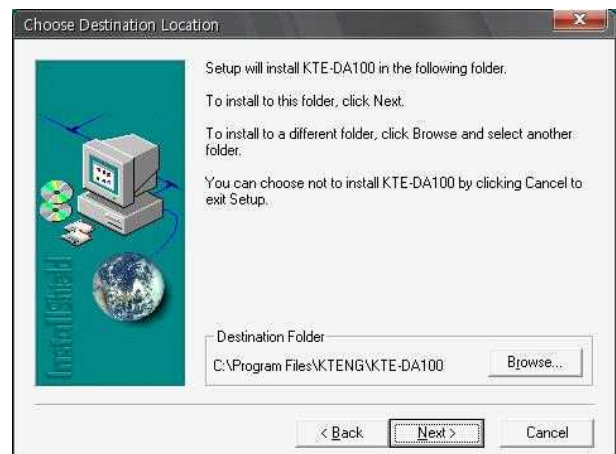 Choose Destination Location
Setup will install KTE-DA100 in the following folder.
To install to this folder, click Next.
To install to a different folder, click Browse and select another
folder.
You can choose not to install KTE-DA100 by clicking Cancel to
exit Setup.
InstallShield
Destination Folder
C:\Program Files\KTENG\KTE-DA100
Browse...
< Back
Next >
Cancel